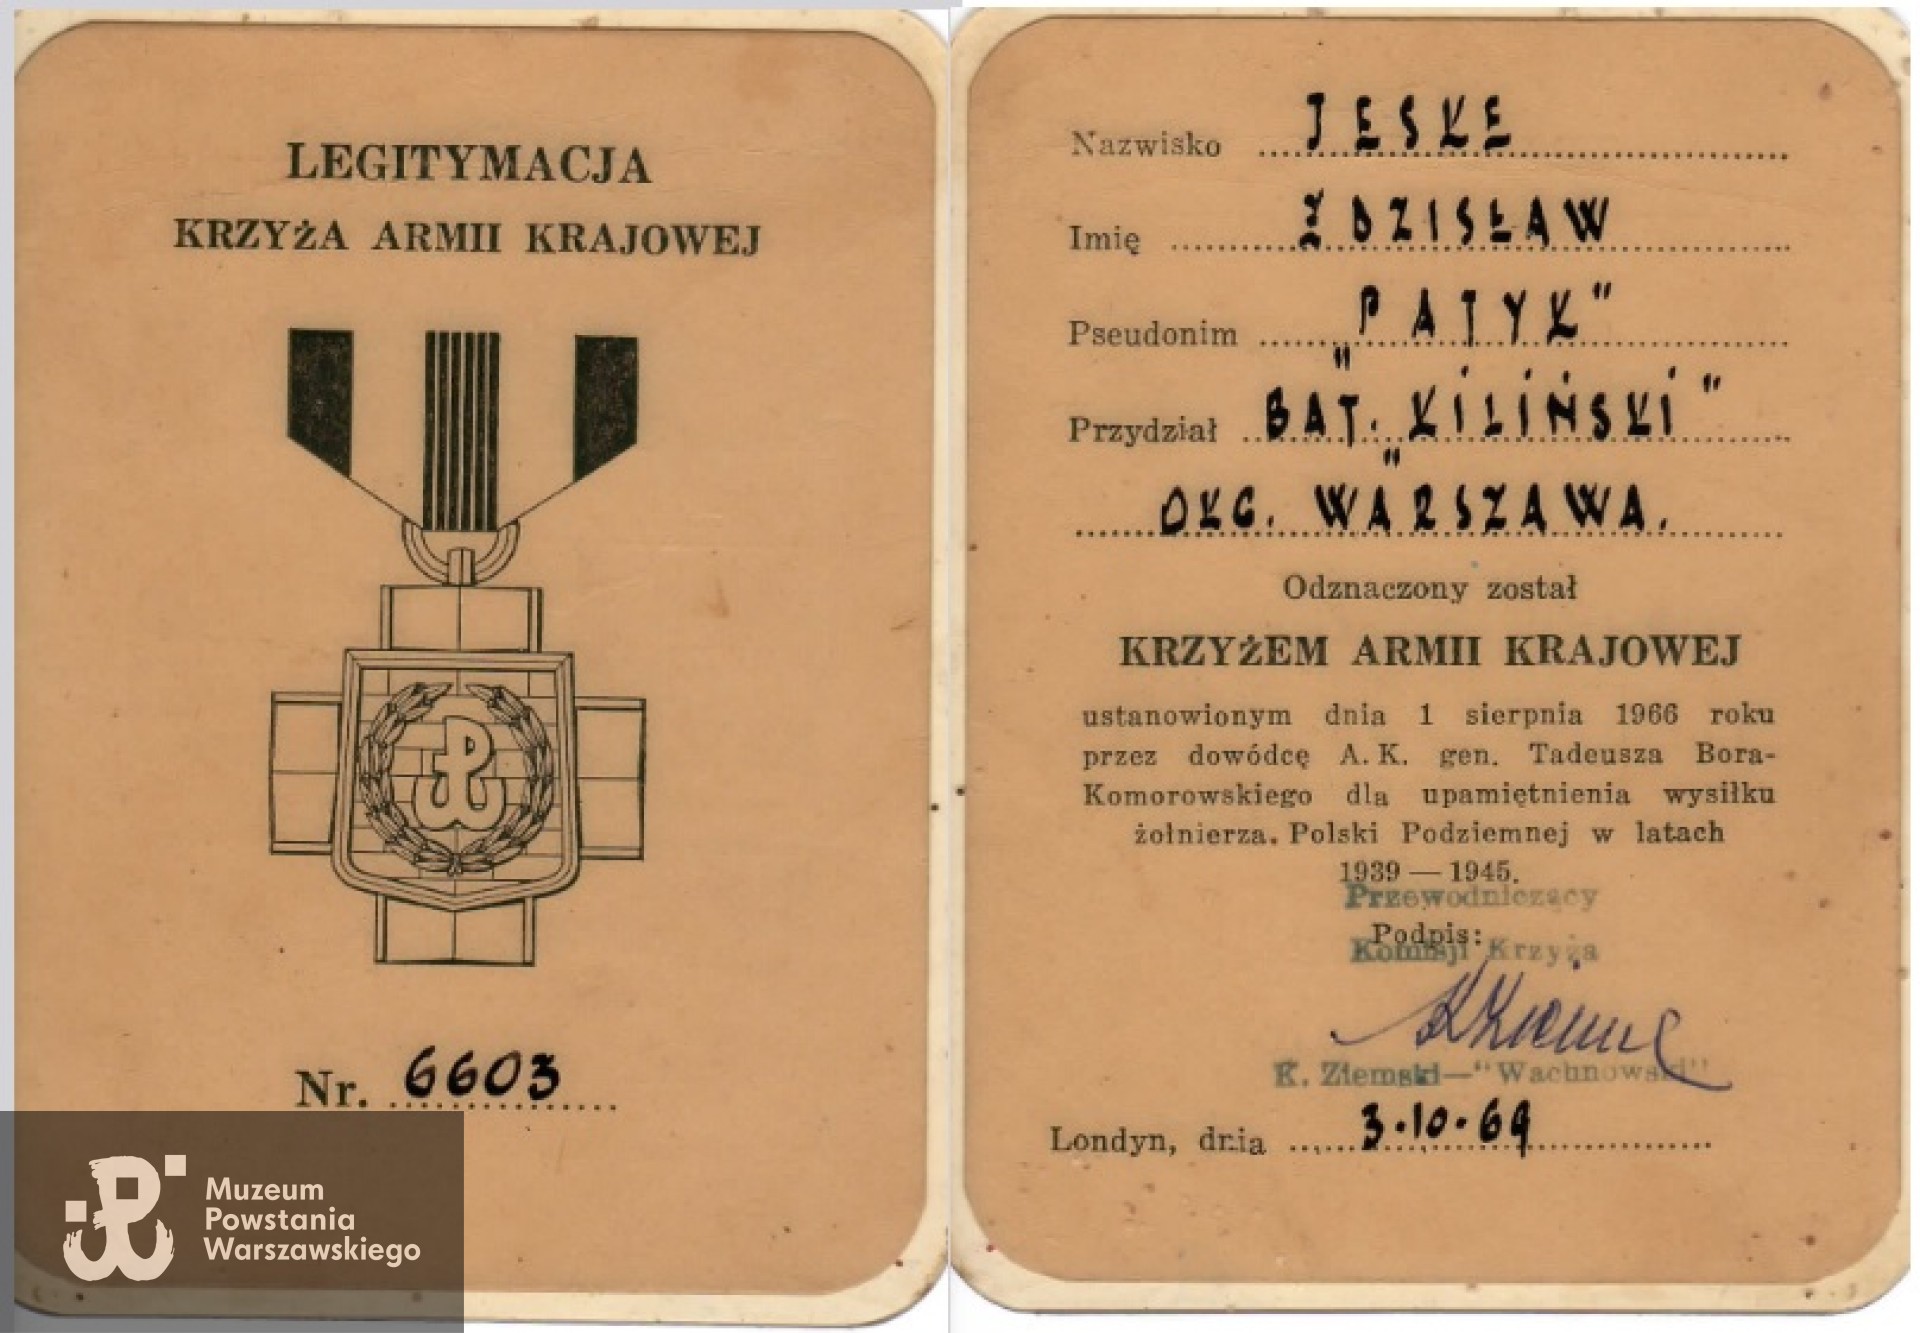 LEGITYMACJA
KRZYŻA ARMII KRAJOWEJ
Nr. 6603
Muzeum
Powstania
Warszawskiego
Nazwisko JESKE
Imię ZDZISŁAW
Pseudonim "PATYK"
Przydział BAT. "KILIŃSKI"
OKG. "WARSZAWA.
Odznaczony został
KRZYŻEM ARMII KRAJOWEJ
ustanowionym dnia 1 sierpnia 1966 roku
przez dowódcę A.K. gen. Tadeusza Bora-
Komorowskiego dla upamiętnienia wysiłku
żołnierza. Polski Podziemnej w latach
1939 — 1945.
Przewodniczący
Podpis:
Komisji Krzyża
K. Ziemski—"Wachnowski"
Londyn, dnia 3.10.69